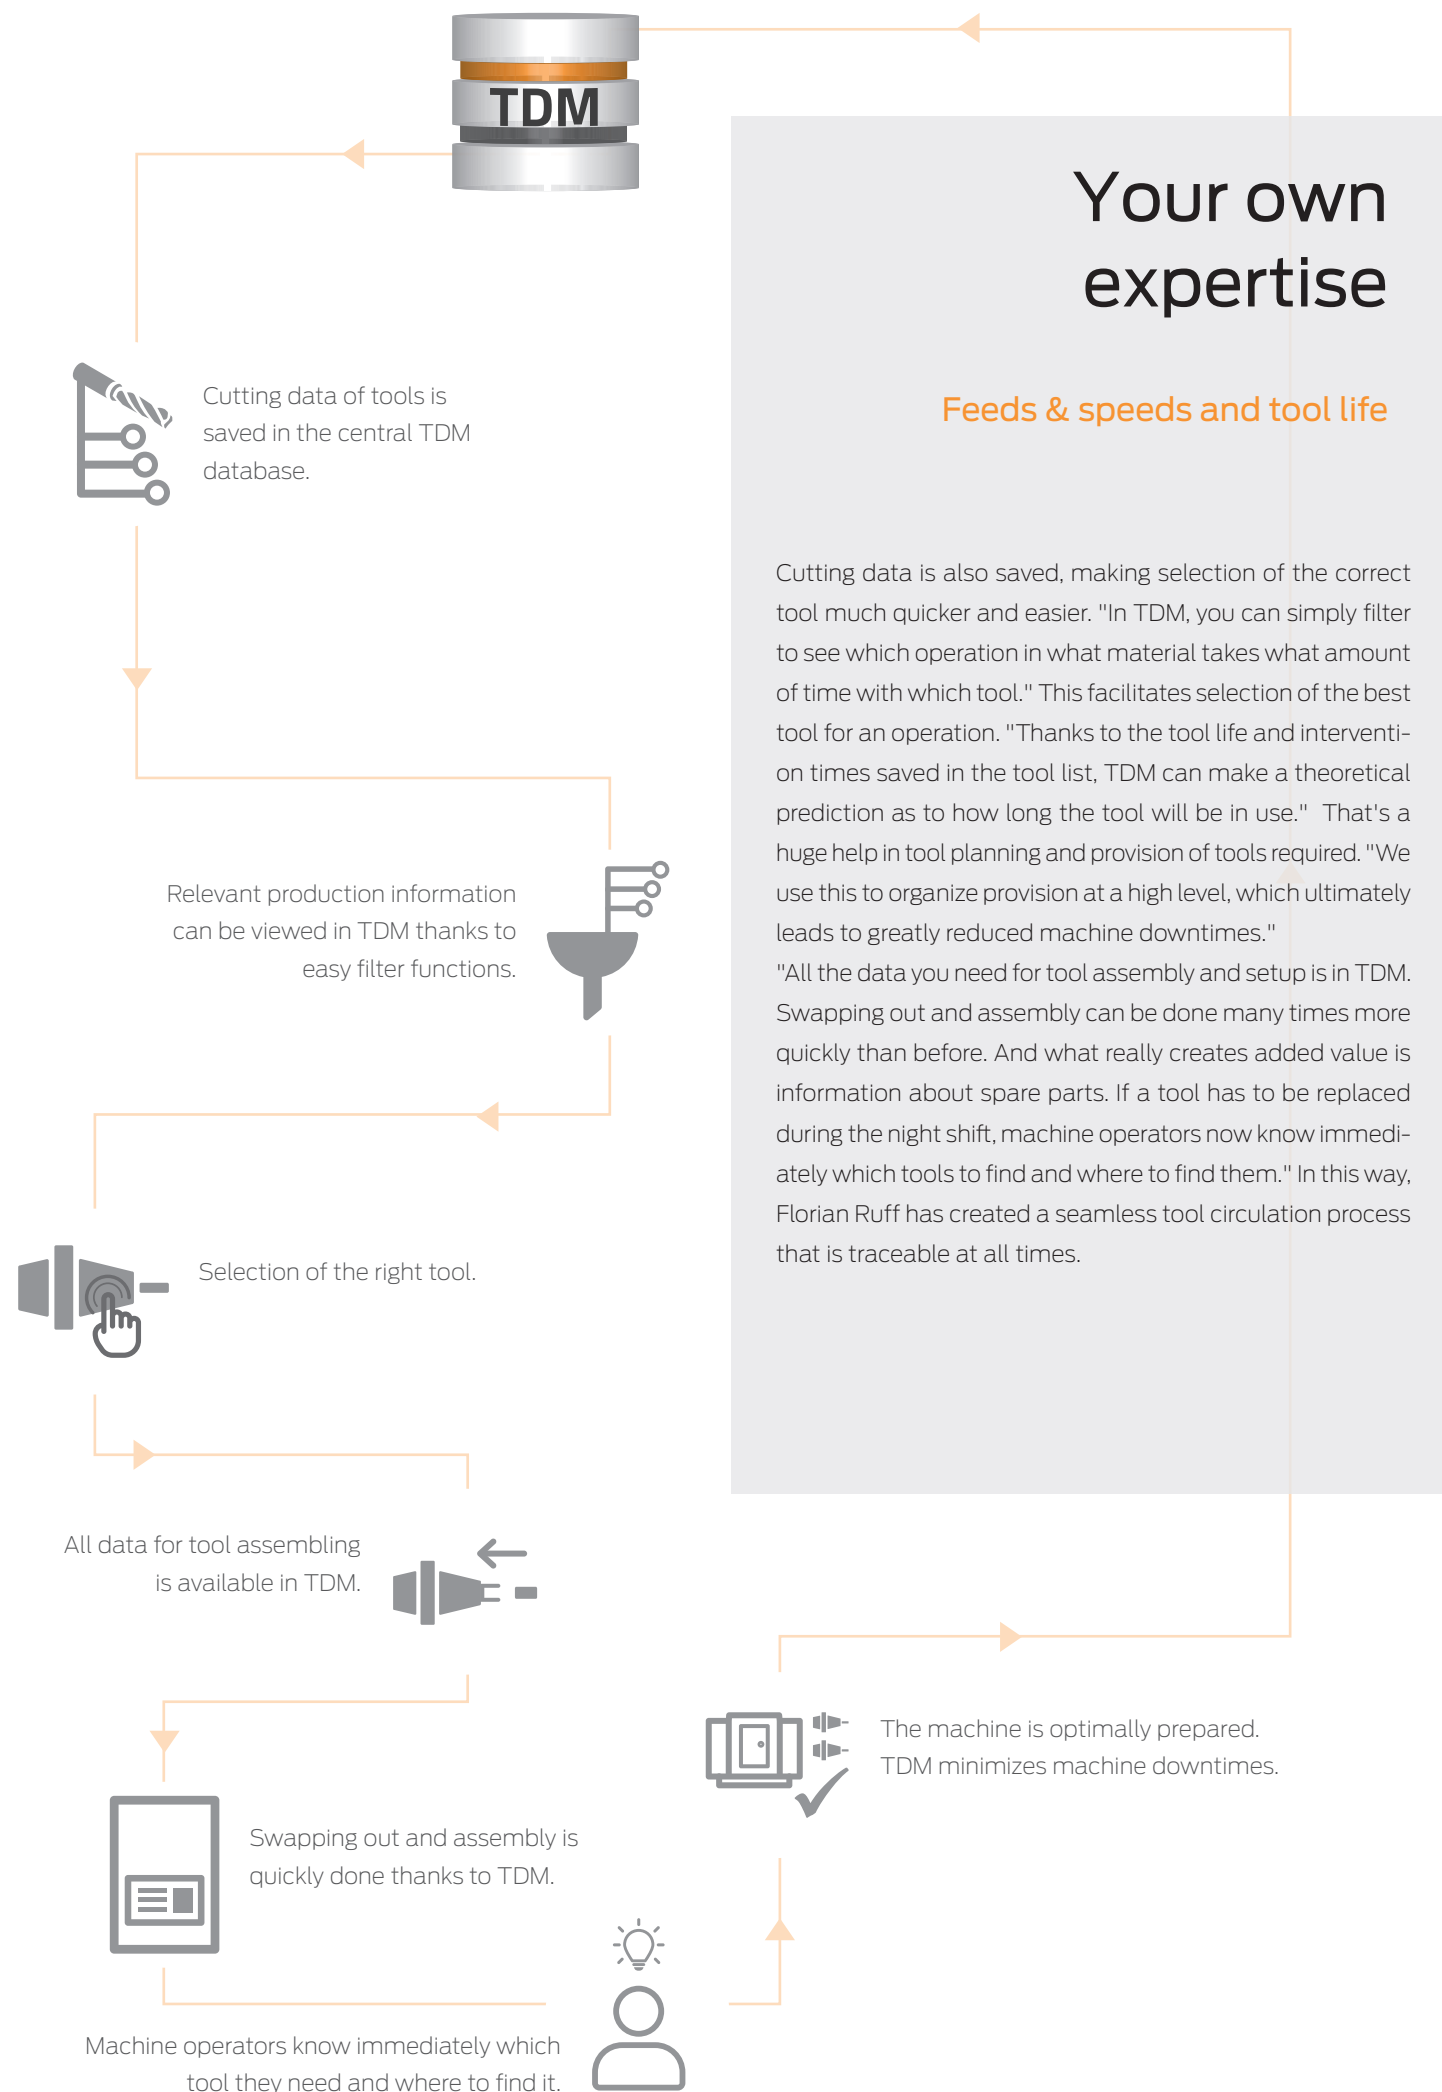 TDM
Your own
expertise
Feeds & speeds and tool life
Cutting data of tools is
saved in the central TDM
database.
Relevant production information
can be viewed in TDM thanks to
easy filter functions.
Selection of the right tool.
All data for tool assembling
is available in TDM.
Swapping out and assembly is
quickly done thanks to TDM.
Machine operators know immediately which
tool they need and where to find it.
The machine is optimally prepared.
TDM minimizes machine downtimes.
Cutting data is also saved, making selection of the correct
tool much quicker and easier. "In TDM, you can simply filter
to see which operation in what material takes what amount
of time with which tool." This facilitates selection of the best
tool for an operation. "Thanks to the tool life and interventi-
on times saved in the tool list, TDM can make a theoretical
prediction as to how long the tool will be in use."  That's a
huge help in tool planning and provision of tools required. "We
use this to organize provision at a high level, which ultimately
leads to greatly reduced machine downtimes."
"All the data you need for tool assembly and setup is in TDM.
Swapping out and assembly can be done many times more
quickly than before. And what really creates added value is
information about spare parts. If a tool has to be replaced
during the night shift, machine operators now know immedi-
ately which tools to find and where to find them." In this way,
Florian Ruff has created a seamless tool circulation process
that is traceable at all times.